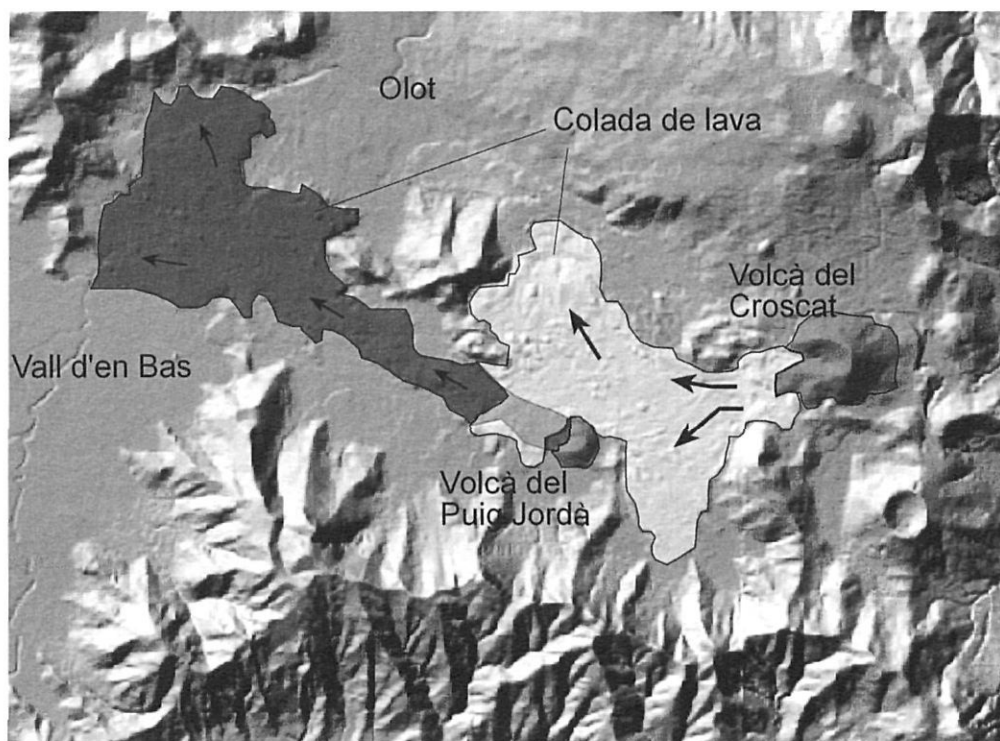 Olot
Colada de lava
Volcà del
Croscat
Vall d'en Bas
Volcà del
Puig Jordà